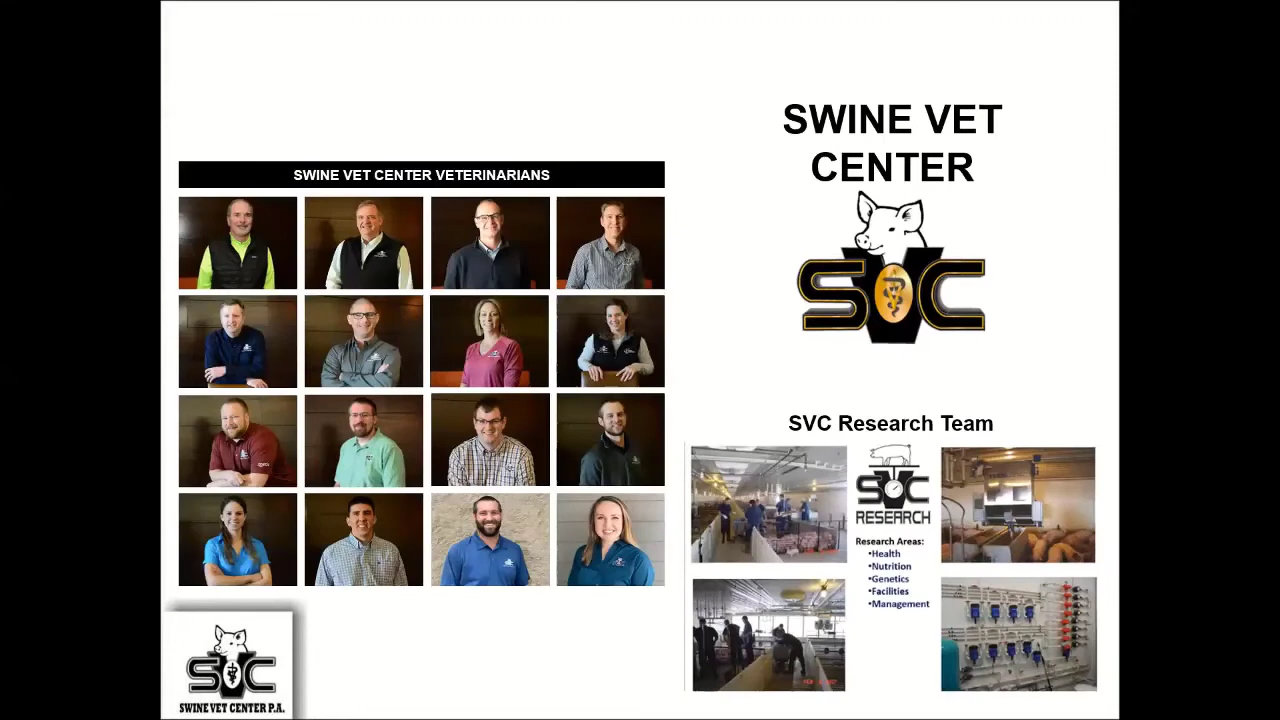 SWINE VET
CENTER
SWINE VET CENTER VETERINARIANS
SVC
SVC Research Team
SVC
RESEARCH
Research Areas:
•Health
•Nutrition
•Genetics
•Facilities
•Management
SVC
SWINE VET CENTER P.A.